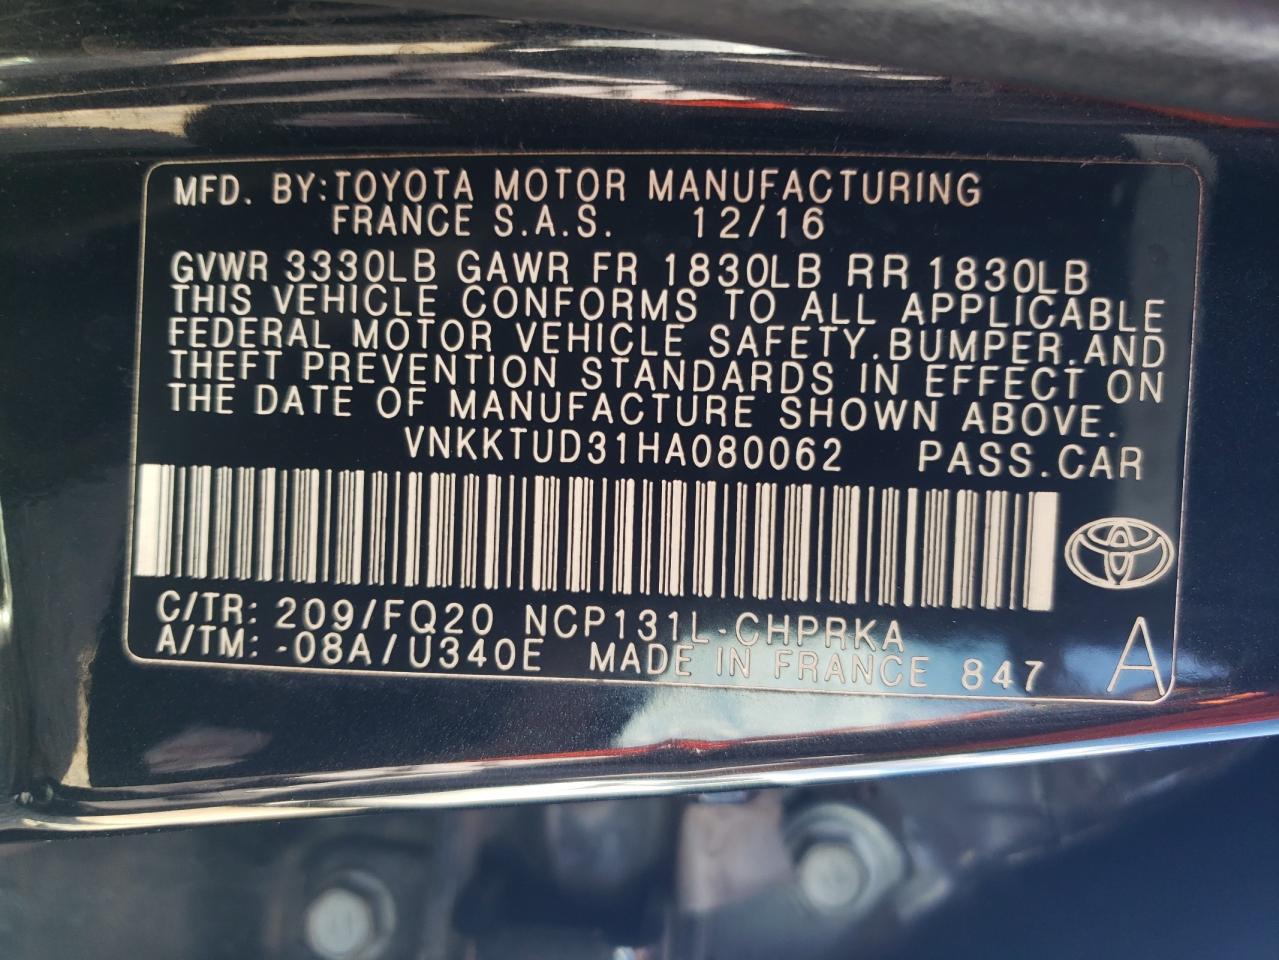 MFD. BY:TOYOTA MOTOR MANUFACTURING
FRANCE S.A.S. 12/16
GVWR 3330LB GAWR FR 1830LB RR 1830LB
THIS VEHICLE CONFORMS TO ALL APPLICABLE
FEDERAL MOTOR VEHICLE SAFETY,BUMPER,AND
THEFT PREVENTION STANDARDS IN EFFECT ON
THE DATE OF MANUFACTURE SHOWN ABOVE.
VNKKTUD31HA080062 PASS.CAR
C/TR: 209/FQ20 NCP131L-CHPRKA
A/TM: -08A/U340E MADE IN FRANCE 847 A